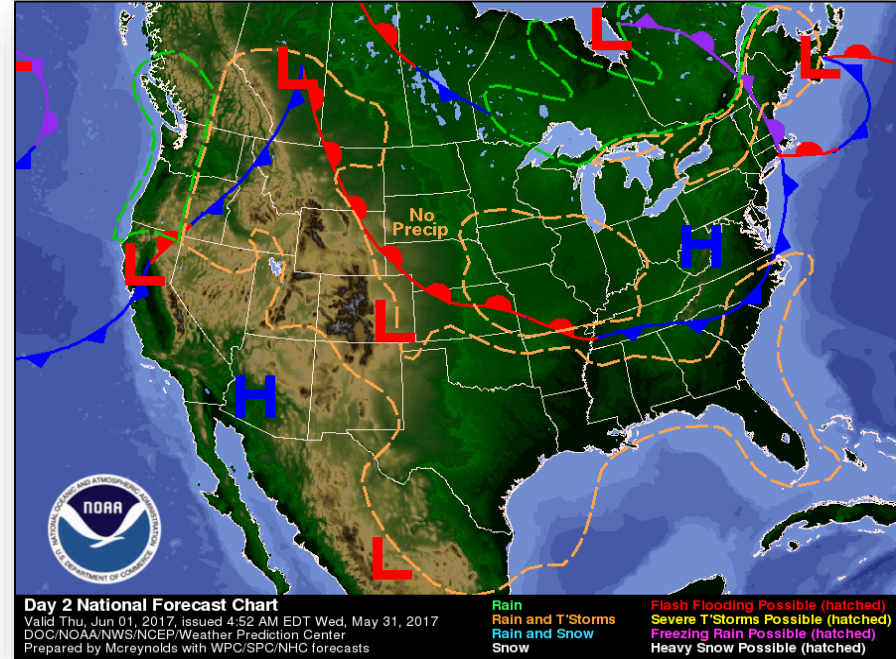 L
L
L
No
Precip
H
L
L
H
L
NATIONAL OCEANIC AND ATMOSPHERIC ADMINISTRATION
NOAA
U.S. DEPARTMENT OF COMMERCE
Day 2 National Forecast Chart
Valid Thu, Jun 01, 2017, issued 4:52 AM EDT Wed, May 31, 2017
DOC/NOAA/NWS/NCEP/Weather Prediction Center
Prepared by Mcreynolds with WPC/SPC/NHC forecasts
Rain
Rain and T'Storms
Rain and Snow
Snow
Flash Flooding Possible (hatched)
Severe T'Storms Possible (hatched)
Freezing Rain Possible (hatched)
Heavy Snow Possible (hatched)